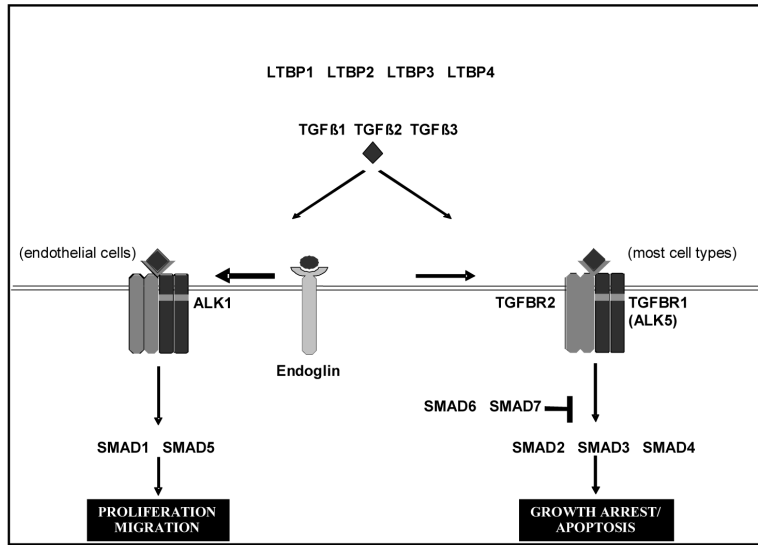 LTBP1 LTBP2 LTBP3 LTBP4
TGFß1 TGFß2 TGFß3
(endothelial cells)
(most cell types)
ALK1
TGFBR2
TGFBR1
(ALK5)
Endoglin
SMAD6 SMAD7
SMAD1 SMAD5
SMAD2 SMAD3 SMAD4
PROLIFERATION
MIGRATION
GROWTH ARREST/
APOPTOSIS